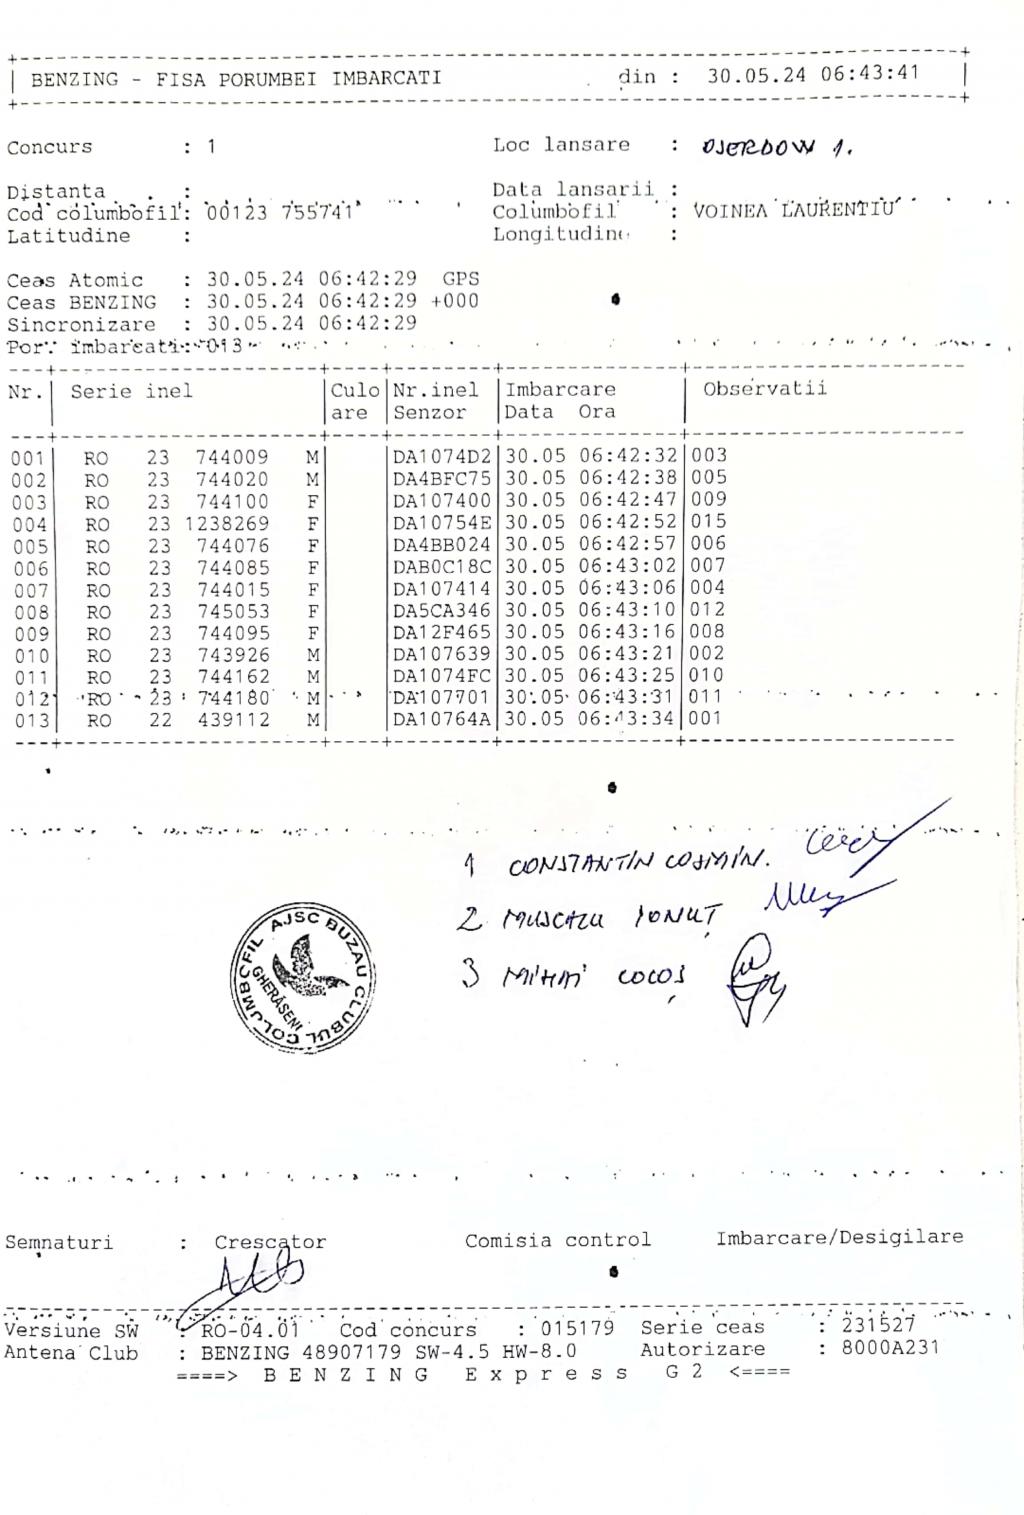 BENZING - FISA PORUMBEI IMBARCATI din : 30.05.24 06:43:41
Concurs : 1 Loc lansare : OJERDOW 1.
Distanta : Data lansarii :
Cod columbofil: 00123 755741 Columbofil : VOINEA LAURENTIU
Latitudine : Longitudine :
Ceas Atomic : 30.05.24 06:42:29 GPS
Ceas BENZING : 30.05.24 06:42:29 +000
Sincronizare : 30.05.24 06:42:29
Por. imbarcati: 013
Nr. | Serie inel | Culo | Nr.inel | Imbarcare | Observatii
are | Senzor | Data Ora
001 | RO 23 744009 M | | DA1074D2 | 30.05 06:42:32 | 003
002 | RO 23 744020 M | | DA4BFC75 | 30.05 06:42:38 | 005
003 | RO 23 744100 F | | DA107400 | 30.05 06:42:47 | 009
004 | RO 23 1238269 F | | DA10754E | 30.05 06:42:52 | 015
005 | RO 23 744076 F | | DA4BB024 | 30.05 06:42:57 | 006
006 | RO 23 744085 F | | DAB0C18C | 30.05 06:43:02 | 007
007 | RO 23 744015 F | | DA107414 | 30.05 06:43:06 | 004
008 | RO 23 745053 F | | DA5CA346 | 30.05 06:43:10 | 012
009 | RO 23 744095 F | | DA12F465 | 30.05 06:43:16 | 008
010 | RO 23 743926 M | | DA107639 | 30.05 06:43:21 | 002
011 | RO 23 744162 M | | DA1074FC | 30.05 06:43:25 | 010
012 | RO 23 744180 M | | DA107701 | 30.05 06:43:31 | 011
013 | RO 22 439112 M | | DA10764A | 30.05 06:43:34 | 001
1 CONSTANTIN COSMIN.
2 MUSCALU IONUȚ
3 MIHAI COCOȘ
AJSC BUZAU CLUBUL COLUMBOFIL
GHERĂSENI
Semnaturi : Crescator Comisia control Imbarcare/Desigilare
Versiune SW : RO-04.01 Cod concurs : 015179 Serie ceas : 231527
Antena Club : BENZING 48907179 SW-4.5 HW-8.0 Autorizare : 8000A231
====> B E N Z I N G E x p r e s s G 2 <====